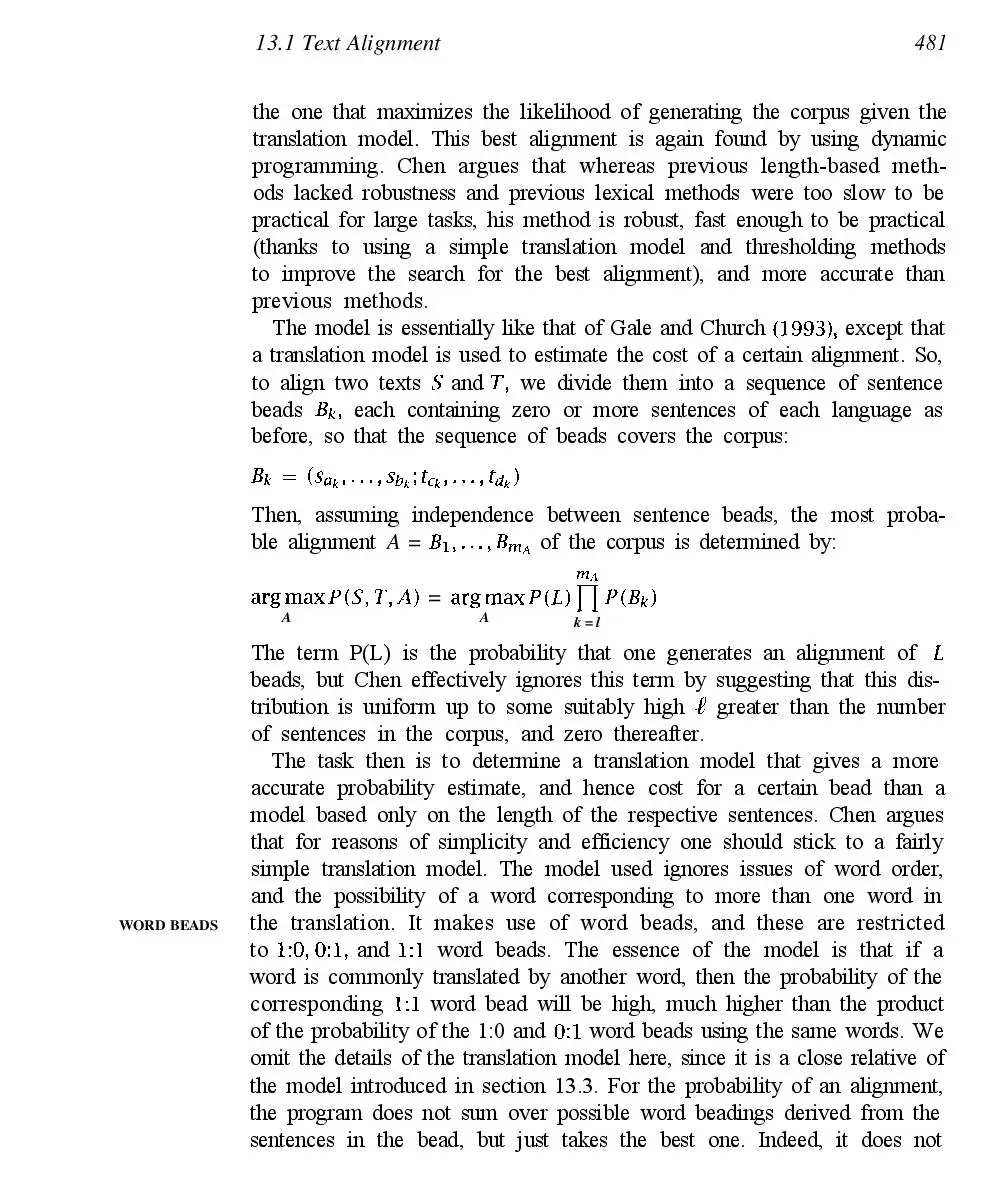 13.1 Text Alignment 481
the one that maximizes the likelihood of generating the corpus given the
translation model. This best alignment is again found by using dynamic
programming. Chen argues that whereas previous length-based meth-
ods lacked robustness and previous lexical methods were too slow to be
practical for large tasks, his method is robust, fast enough to be practical
(thanks to using a simple translation model and thresholding methods
to improve the search for the best alignment), and more accurate than
previous methods.
The model is essentially like that of Gale and Church (1993), except that
a translation model is used to estimate the cost of a certain alignment. So,
to align two texts S and T, we divide them into a sequence of sentence
beads B_k, each containing zero or more sentences of each language as
before, so that the sequence of beads covers the corpus:
B_k = (s_{a_k}, . . . , s_{b_k}; t_{c_k}, . . . , t_{d_k})
Then, assuming independence between sentence beads, the most proba-
ble alignment A = B_1, . . . , B_{m_A} of the corpus is determined by:
arg max_A P(S, T, A) = arg max_A P(L) ∏_{k=1}^{m_A} P(B_k)
The term P(L) is the probability that one generates an alignment of L
beads, but Chen effectively ignores this term by suggesting that this dis-
tribution is uniform up to some suitably high ℓ greater than the number
of sentences in the corpus, and zero thereafter.
The task then is to determine a translation model that gives a more
accurate probability estimate, and hence cost for a certain bead than a
model based only on the length of the respective sentences. Chen argues
that for reasons of simplicity and efficiency one should stick to a fairly
simple translation model. The model used ignores issues of word order,
and the possibility of a word corresponding to more than one word in
WORD BEADS the translation. It makes use of word beads, and these are restricted
to 1:0, 0:1, and 1:1 word beads. The essence of the model is that if a
word is commonly translated by another word, then the probability of the
corresponding 1:1 word bead will be high, much higher than the product
of the probability of the 1:0 and 0:1 word beads using the same words. We
omit the details of the translation model here, since it is a close relative of
the model introduced in section 13.3. For the probability of an alignment,
the program does not sum over possible word beadings derived from the
sentences in the bead, but just takes the best one. Indeed, it does not